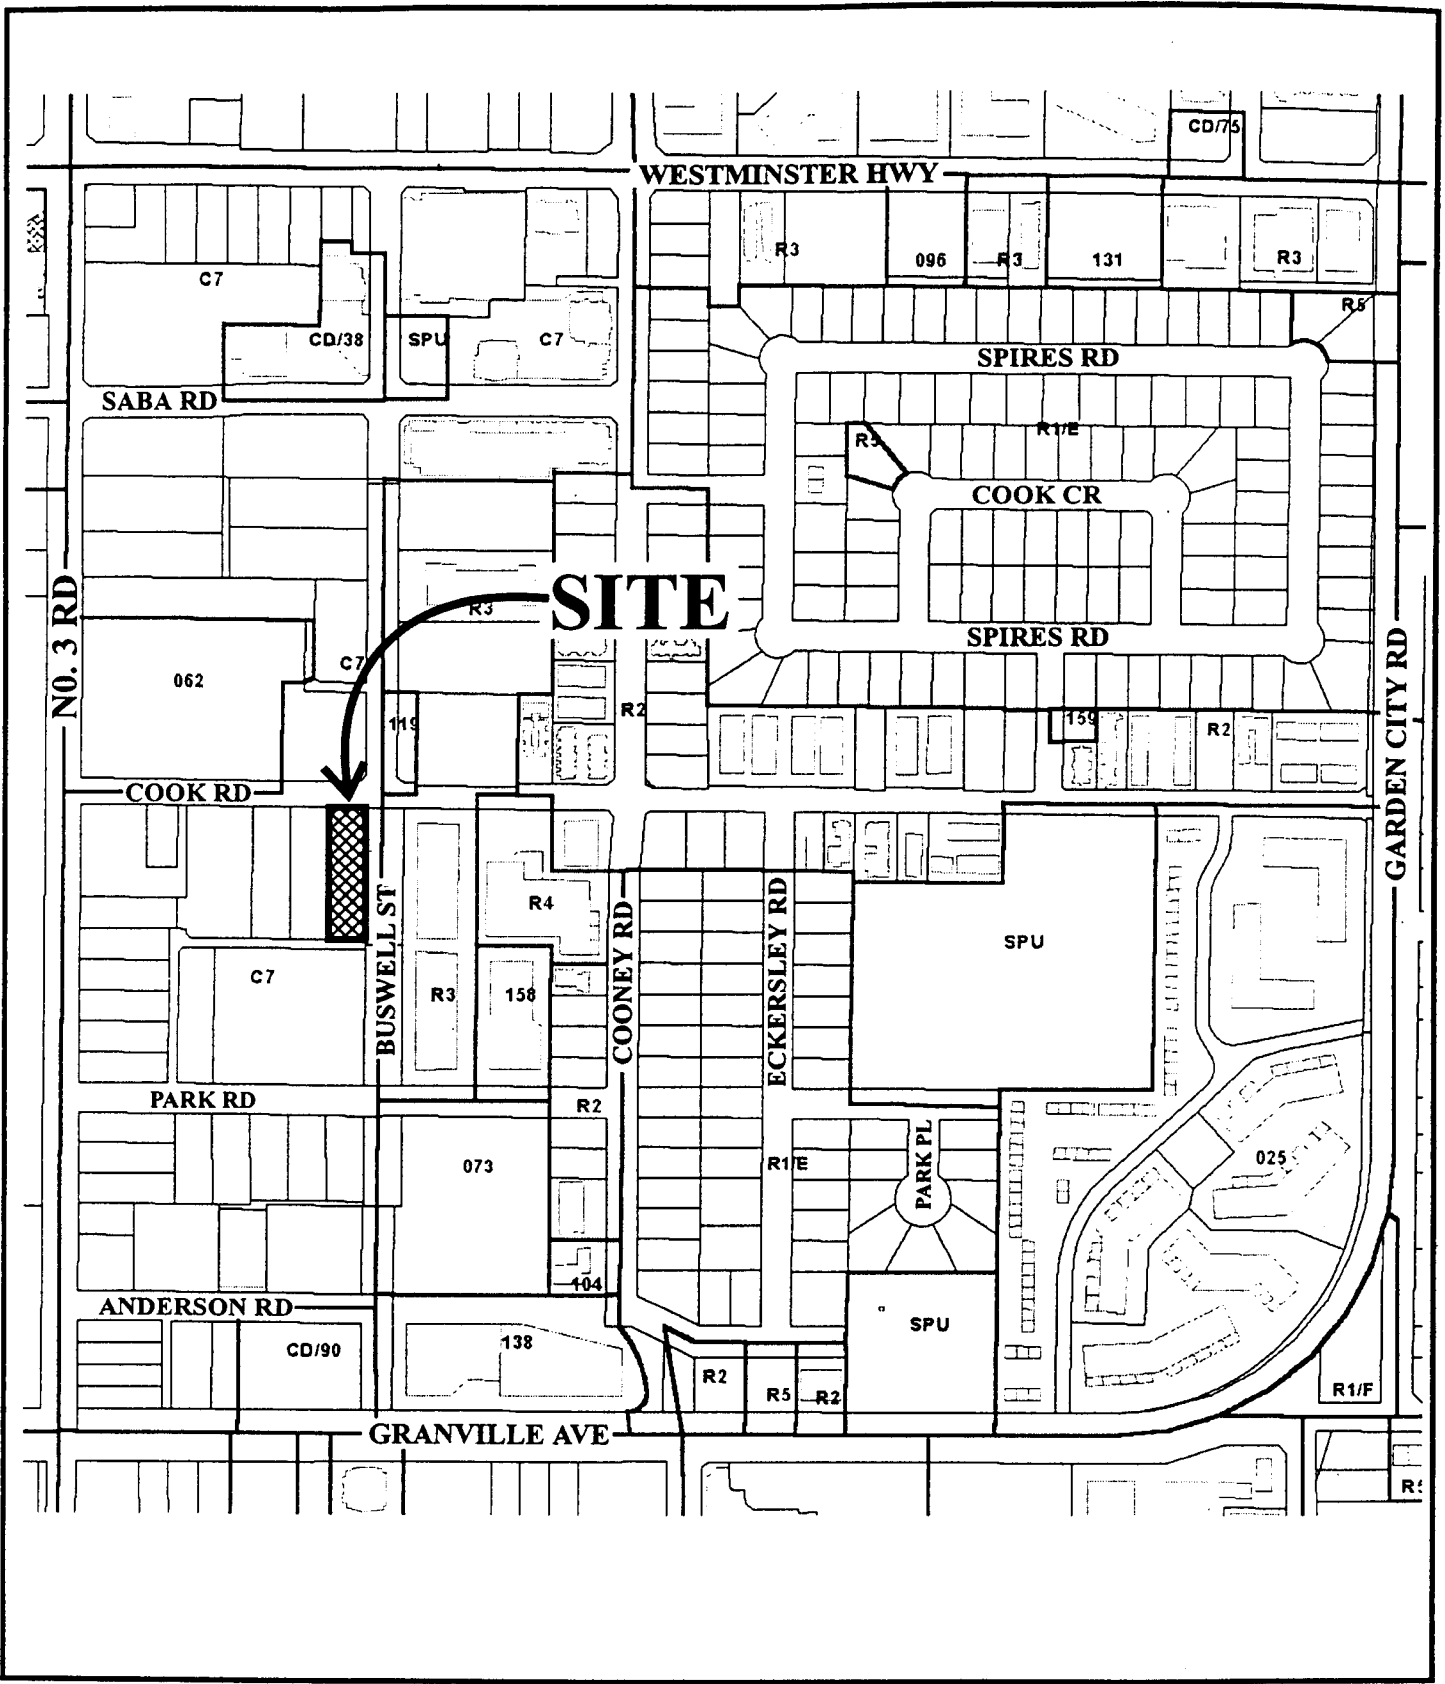 CD/75
WESTMINSTER HWY
R3
096
R3
131
R3
C7
R5
CD/38
SPU
C7
SPIRES RD
SABA RD
R1/E
R5
COOK CR
SITE
R3
NO. 3 RD
SPIRES RD
C7
062
GARDEN CITY RD
119
R2
159
R2
COOK RD
R4
BUSWELL ST
COONEY RD
ECKERSLEY RD
SPU
C7
R3
158
PARK RD
R2
PARK PL
073
R1/E
025
104
ANDERSON RD
SPU
138
CD/90
R2
R5
R2
R1/F
GRANVILLE AVE